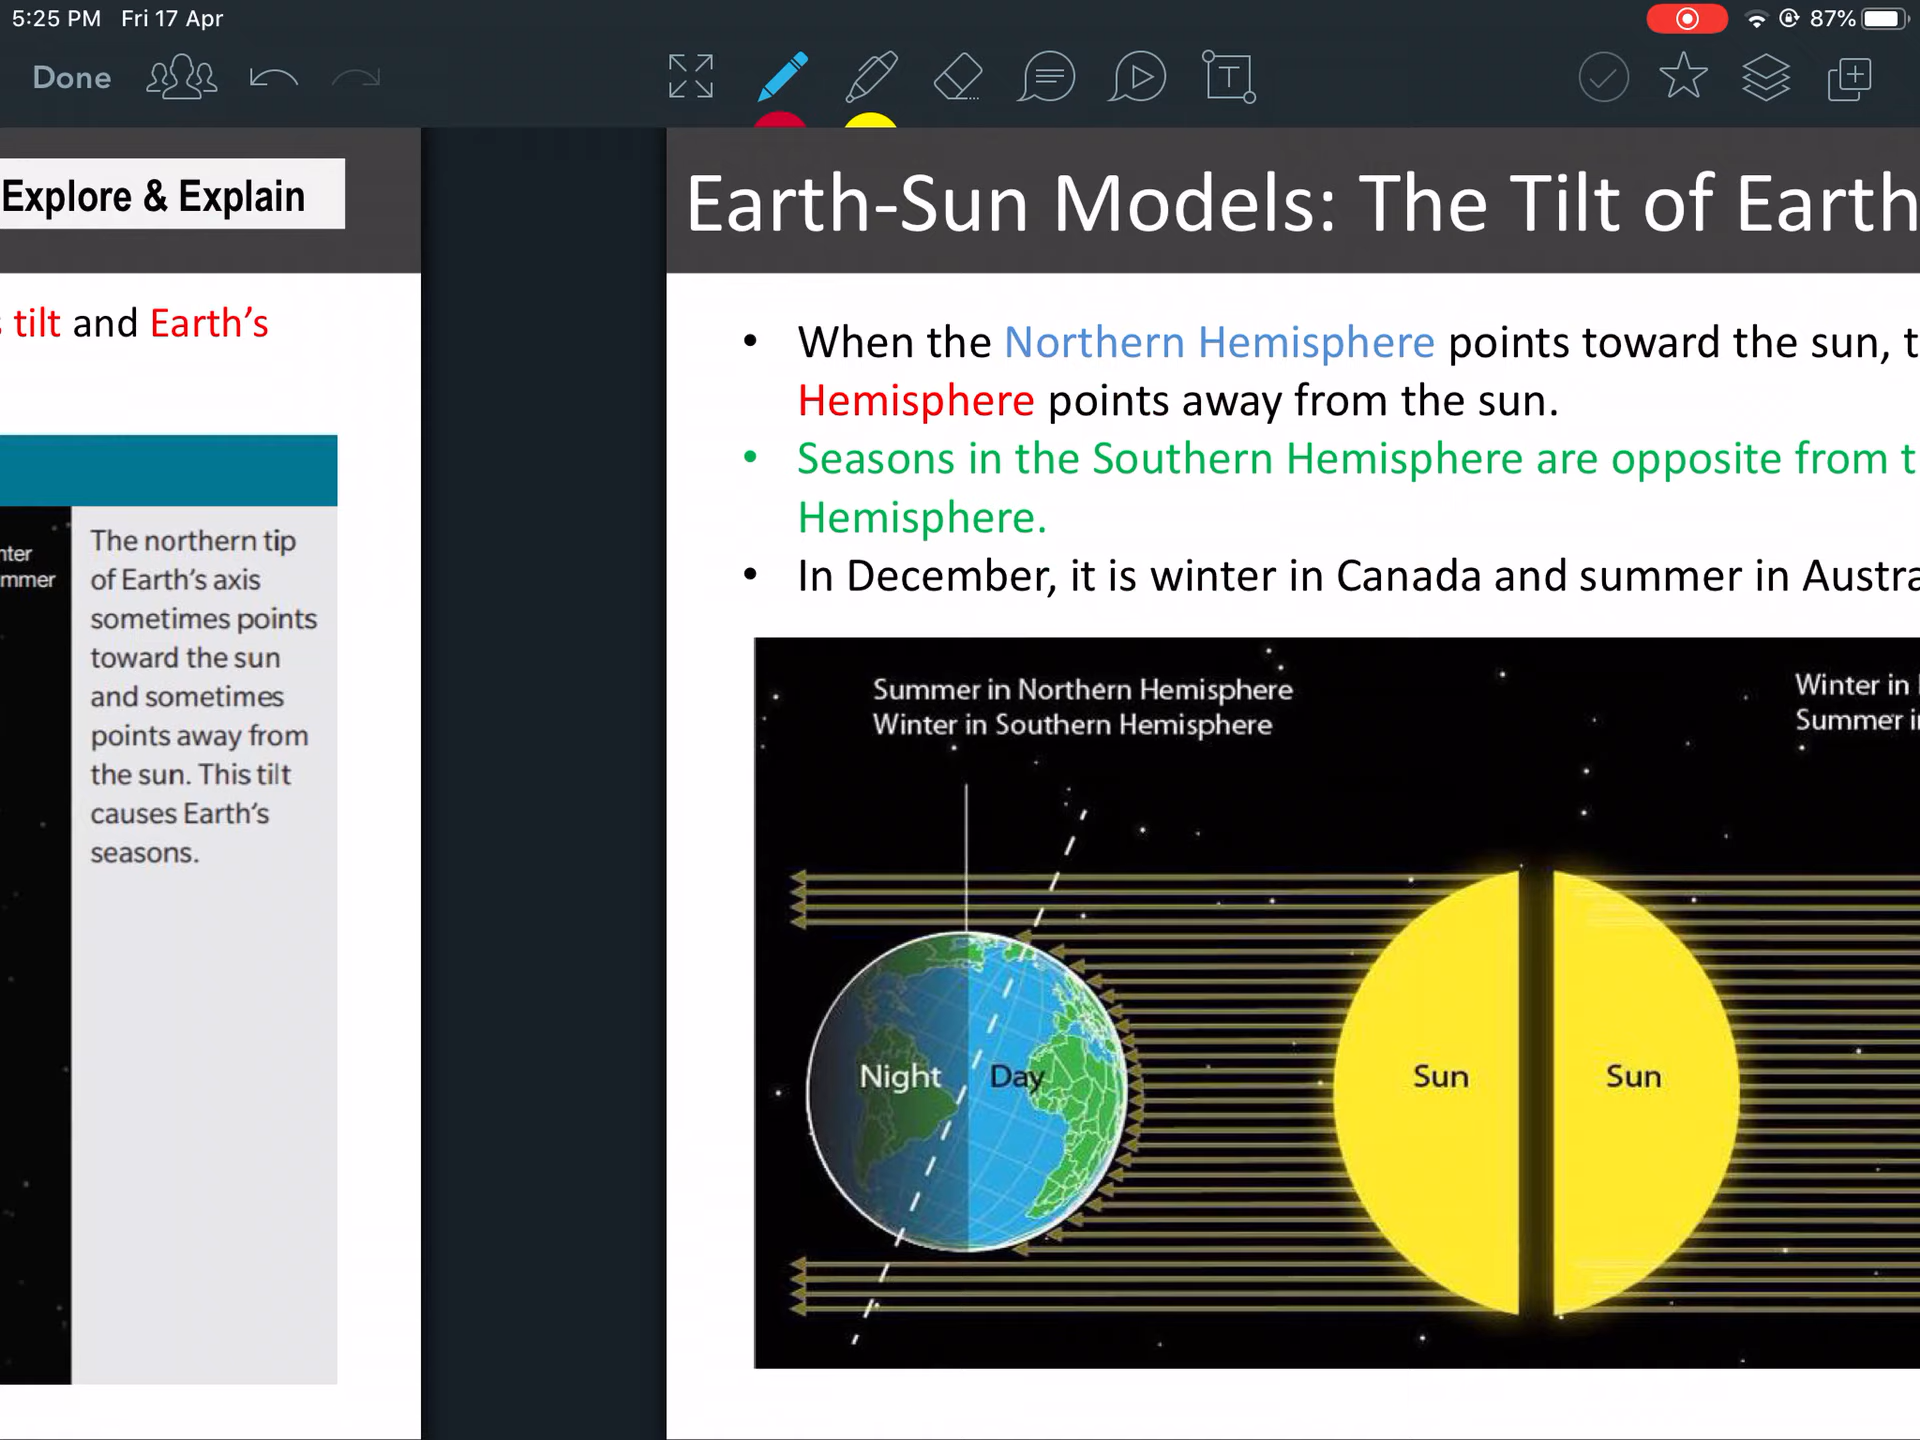 5:25 PM Fri 17 Apr
87%
Done
T
Explore & Explain
tilt and Earth's
The northern tip
of Earth's axis
sometimes points
toward the sun
and sometimes
points away from
the sun. This tilt
causes Earth's
seasons.
Earth-Sun Models: The Tilt of Earth
• When the Northern Hemisphere points toward the sun,
Hemisphere points away from the sun.
• Seasons in the Southern Hemisphere are opposite from
Hemisphere.
• In December, it is winter in Canada and summer in
Summer in Northern Hemisphere
Winter in Southern Hemisphere
Winter in
Summer
Night
Day
Sun
Sun